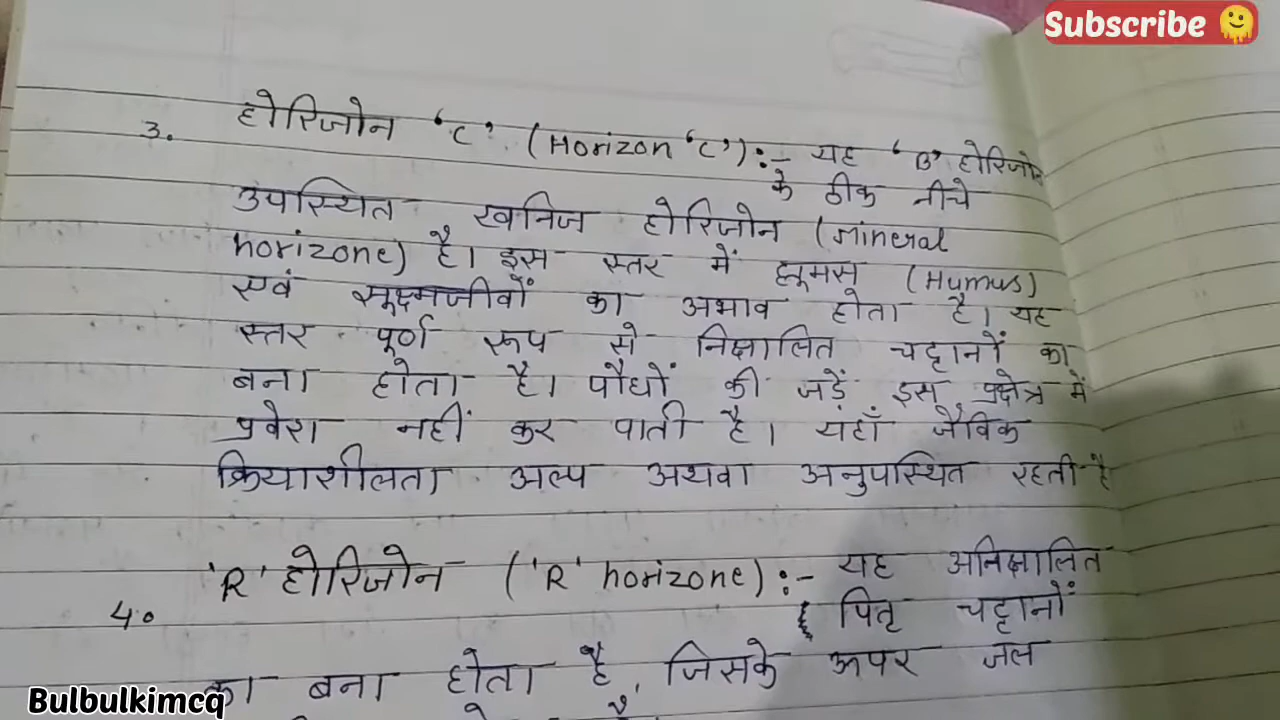 Subscribe
3. होरिजोन 'C' (Horizon 'C') :- यह 'B' होरिजोन
के ठीक नीचे
उपस्थित खनिज होरिजोन (Mineral
horizone) है। इस स्तर में ह्यूमस (Humus)
एवं सूक्ष्मजीवों का अभाव होता है। यह
स्तर पूर्ण रूप से निक्षालित चट्टानों का
बना होता है। पौधों की जड़ें इस प्रक्षेत्र में
प्रवेश नहीं कर पाती है। यहाँ जैविक
क्रियाशीलता अल्प अथवा अनुपस्थित रहती है
4. 'R' होरिजोन ('R' horizone) :- यह अनिक्षालित
पितृ चट्टानों
का बना होता है, जिसके ऊपर जल
Bulbulkimcq